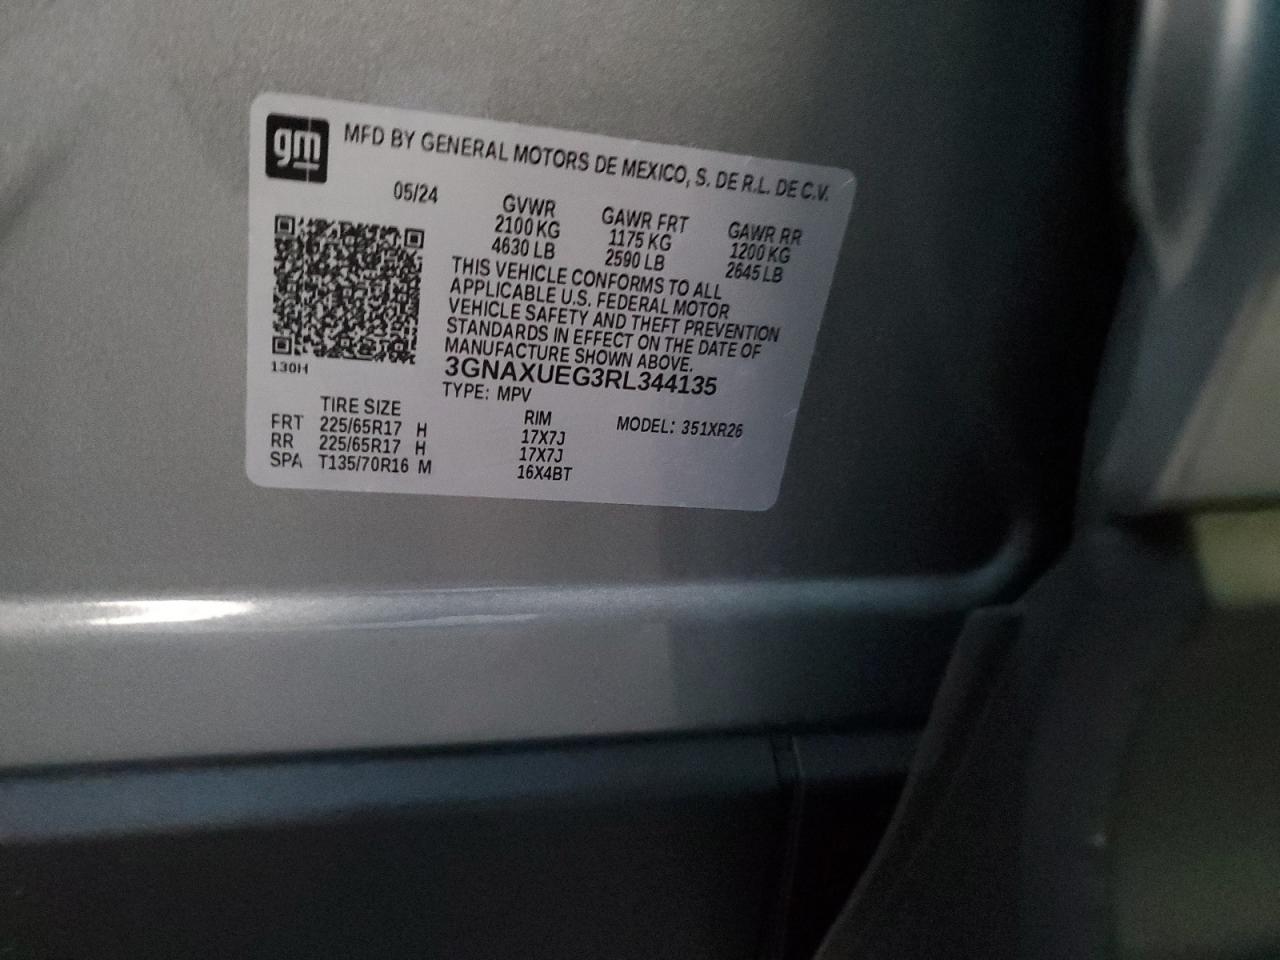 gm MFD BY GENERAL MOTORS DE MEXICO, S. DE R.L. DE C.V.
05/24 GVWR GAWR FRT GAWR RR
2100 KG 1175 KG 1200 KG
4630 LB 2590 LB 2645 LB
THIS VEHICLE CONFORMS TO ALL
APPLICABLE U.S. FEDERAL MOTOR
VEHICLE SAFETY AND THEFT PREVENTION
STANDARDS IN EFFECT ON THE DATE OF
MANUFACTURE SHOWN ABOVE.
130H 3GNAXUEG3RL344135
TYPE: MPV MODEL: 351XR26
TIRE SIZE RIM
FRT 225/65R17 H 17X7J
RR 225/65R17 H 17X7J
SPA T135/70R16 M 16X4BT